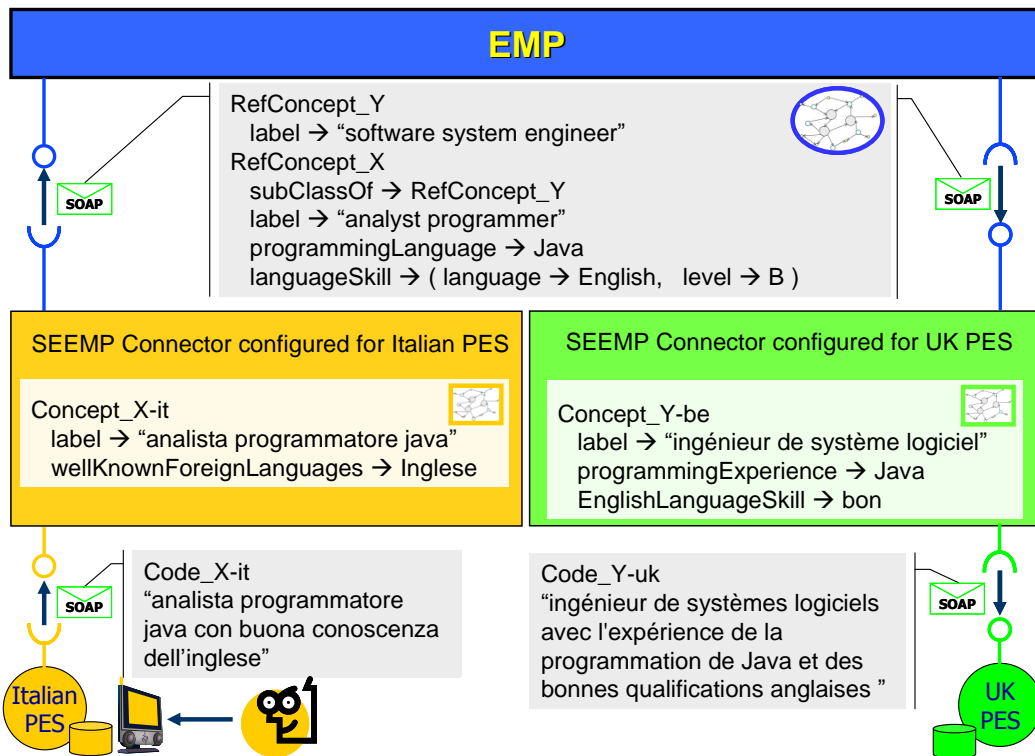 EMP
RefConcept_Y
label → “software system engineer”
RefConcept_X
subClassOf → RefConcept_Y
label → “analyst programmer”
programmingLanguage → Java
languageSkill → ( language → English, level → B )
SOAP
SOAP
SEEMP Connector configured for Italian PES
Concept_X-it
label → “analista programmatore java”
wellKnownForeignLanguages → Inglese
SEEMP Connector configured for UK PES
Concept_Y-be
label → “ingénieur de système logiciel”
programmingExperience → Java
EnglishLanguageSkill → bon
SOAP
Code_X-it
“analista programmatore
java con buona conoscenza
dell’inglese”
Italian
PES
Code_Y-uk
“ingénieur de systèmes logiciels
avec l'expérience de la
programmation de Java et des
bonnes qualifications anglaises ”
SOAP
UK
PES